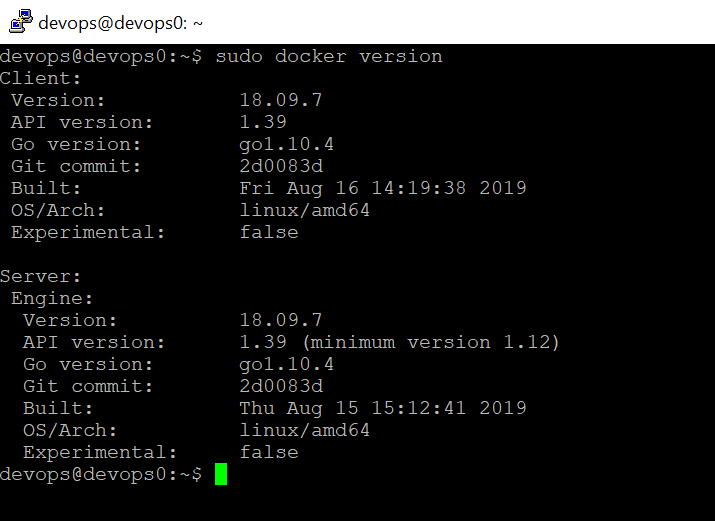 devops@devops0: ~
devops@devops0:~$ sudo docker version
Client:
 Version:           18.09.7
 API version:       1.39
 Go version:        go1.10.4
 Git commit:        2d0083d
 Built:             Fri Aug 16 14:19:38 2019
 OS/Arch:           linux/amd64
 Experimental:      false

Server:
 Engine:
  Version:          18.09.7
  API version:      1.39 (minimum version 1.12)
  Go version:       go1.10.4
  Git commit:       2d0083d
  Built:            Thu Aug 15 15:12:41 2019
  OS/Arch:          linux/amd64
  Experimental:     false
devops@devops0:~$